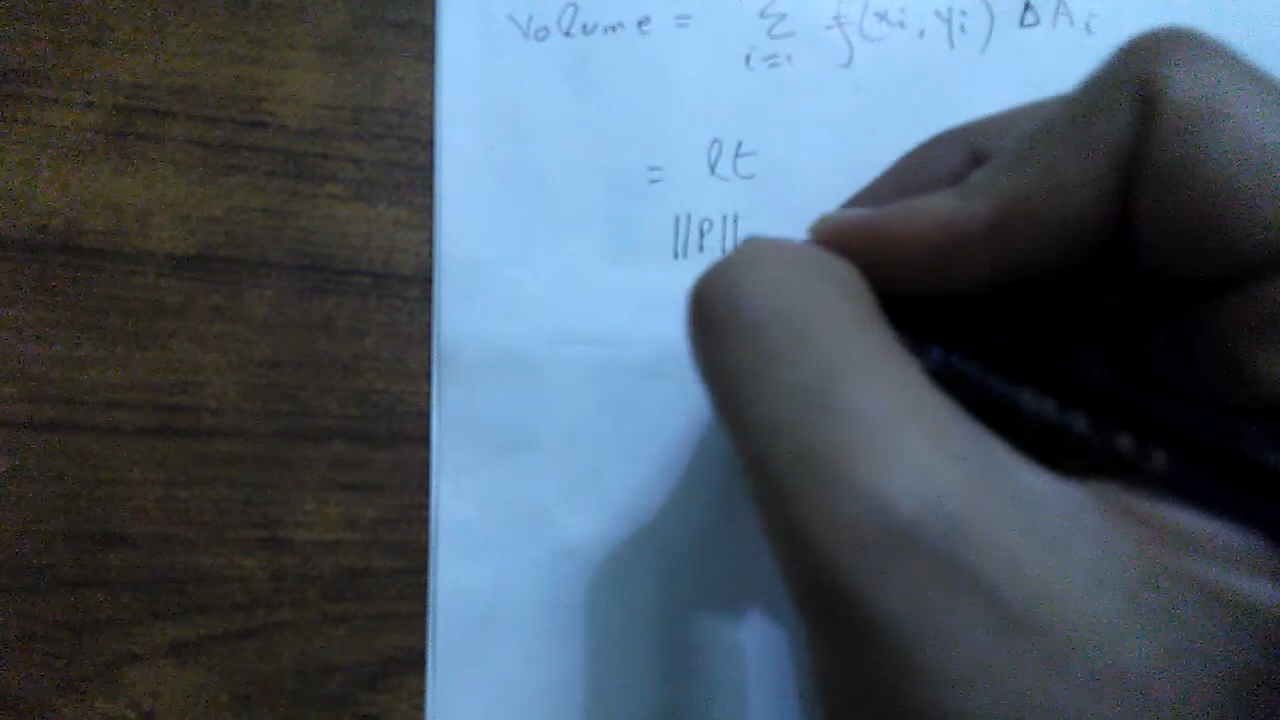 Volume = Σ f(xi, yi) ΔAi
i=1
= lt
||P||